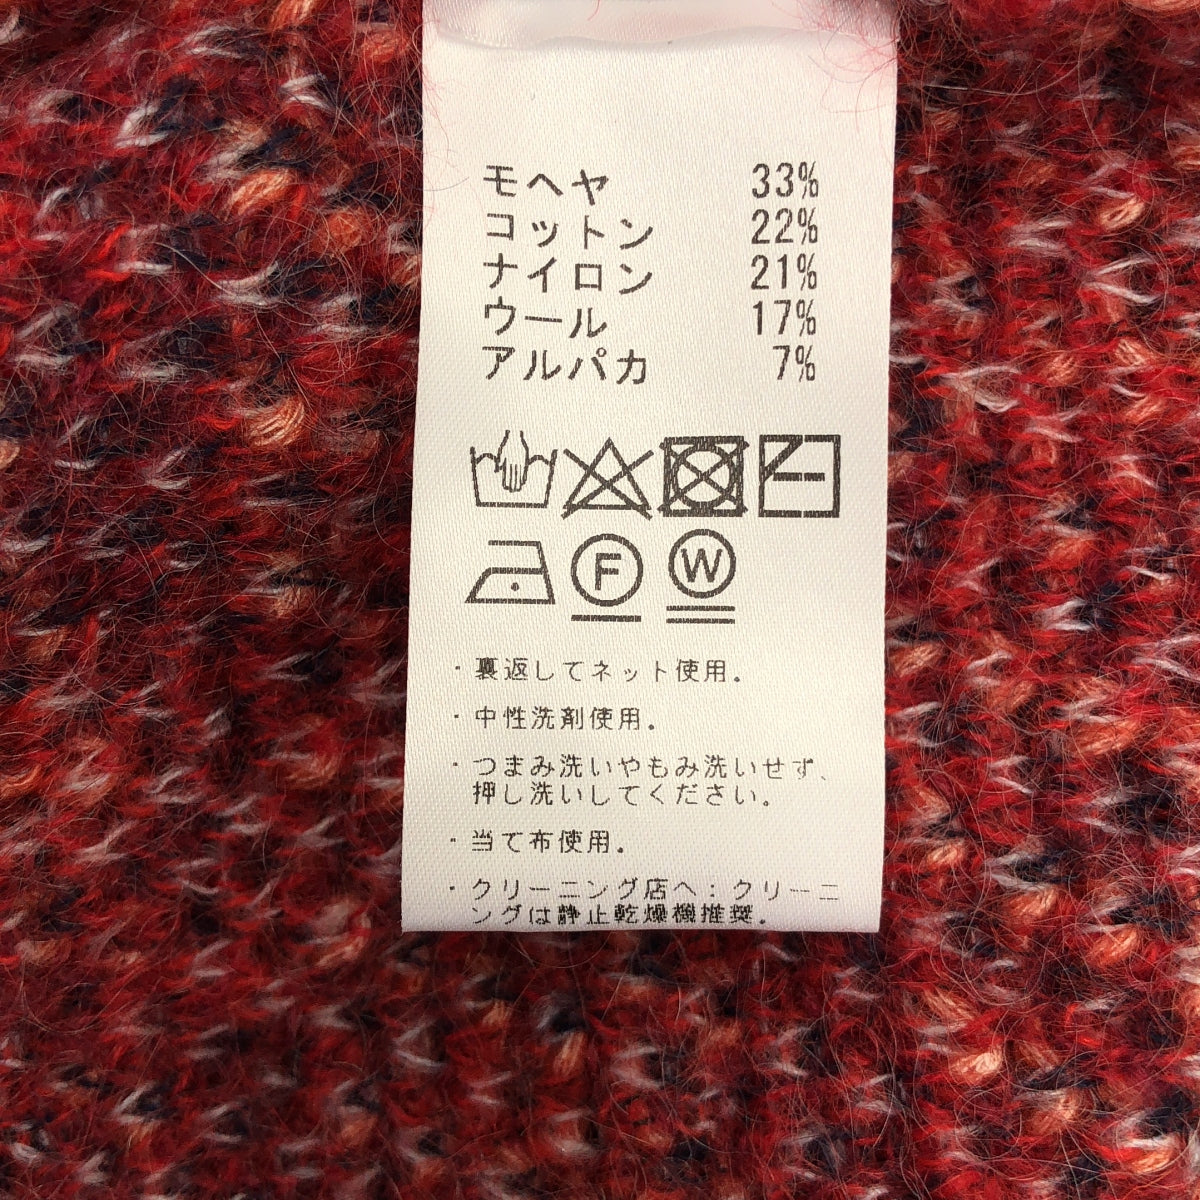 モヘヤ 33%
コットン 22%
ナイロン 21%
ウール 17%
アルパカ 7%
F W
・裏返してネット使用。
・中性洗剤使用。
・つまみ洗いやもみ洗いせず、
押し洗いしてください。
・当て布使用。
・クリーニング店へ:クリーニ
ングは静止乾燥機推奨.